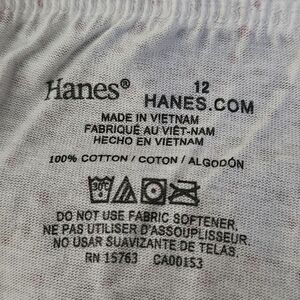 Hanes® 12
HANES.COM
MADE IN VIETNAM
FABRIQUÉ AU VIÊT-NAM
HECHO EN VIETNAM
100% COTTON / COTON / ALGODÓN
30°C
DO NOT USE FABRIC SOFTENER.
NE PAS UTILISER D'ASSOUPLISSEUR.
NO USAR SUAVIZANTE DE TELAS.
RN 15763 CA00153